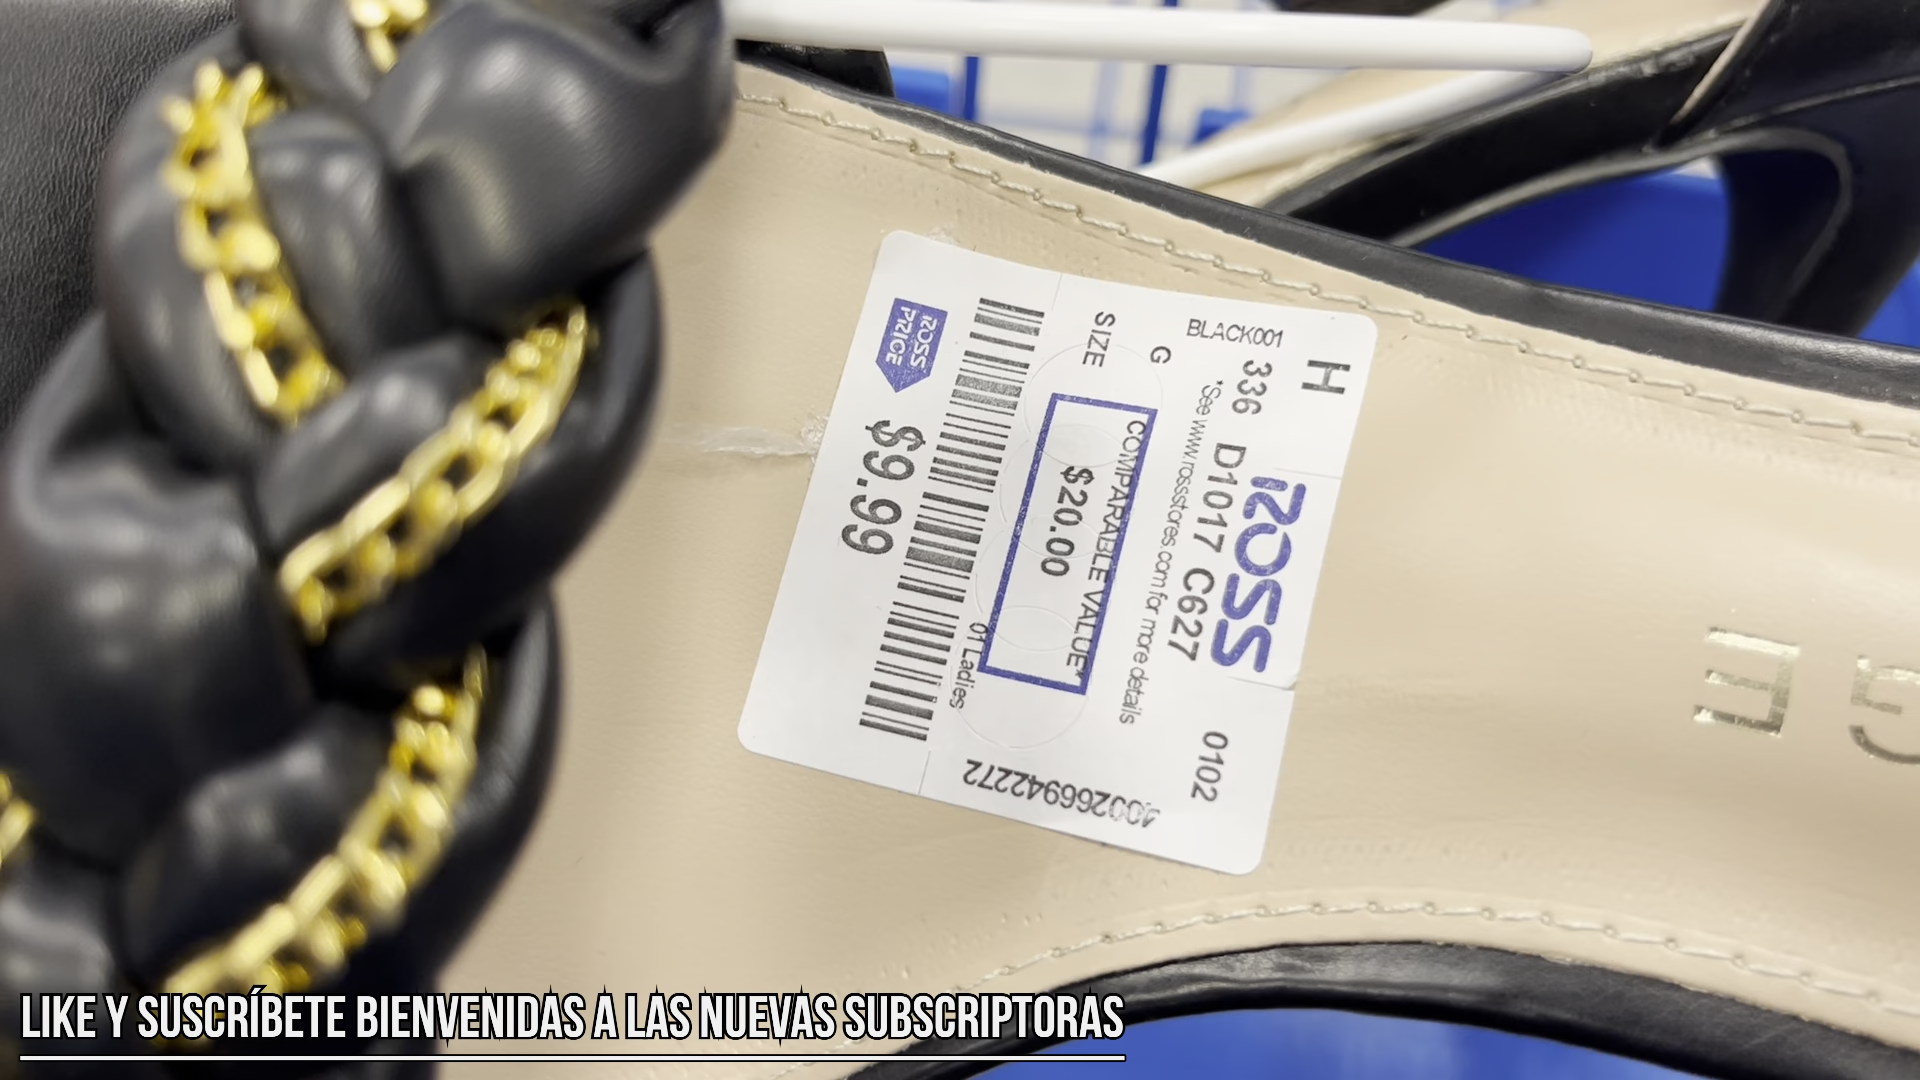 H
ROSS
BLACK001
336 D1017 C627 0102
*See www.rossstores.com for more details
G
SIZE
COMPARABLE VALUE*
$20.00
01 Ladies
ROSS
PRICE
$9.99
400266942272
LIKE Y SUSCRÍBETE BIENVENIDAS A LAS NUEVAS SUBSCRIPTORAS